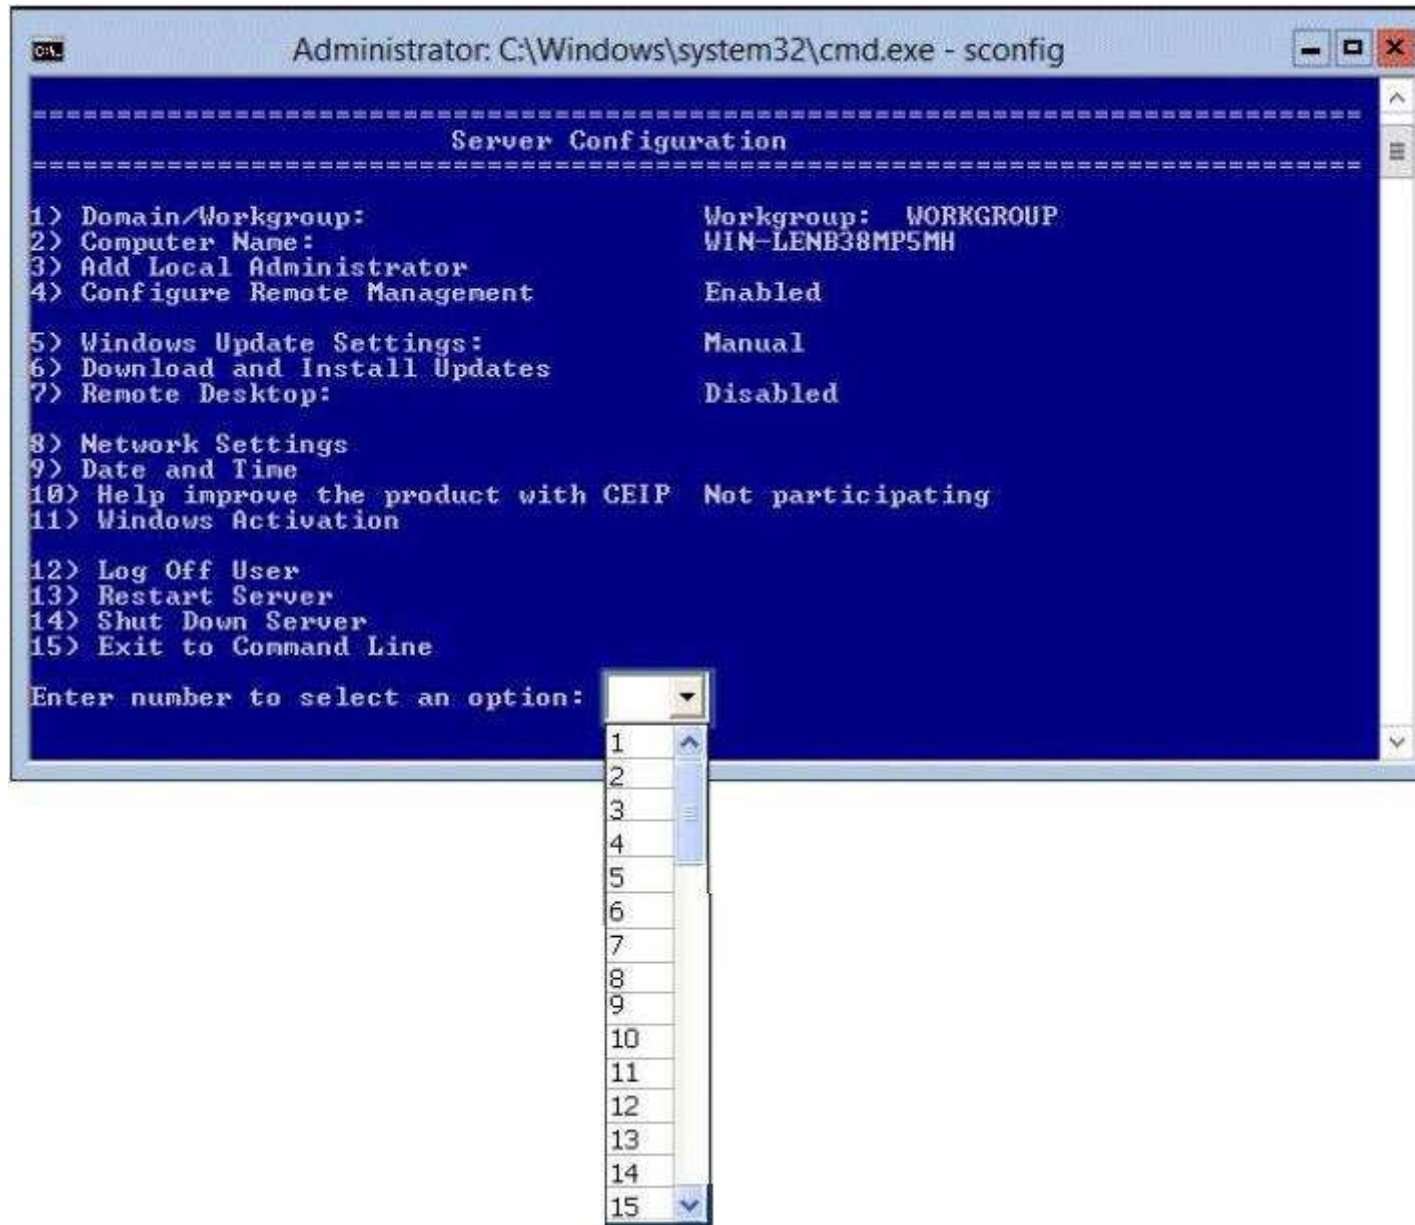 C:\.
Administrator: C:\Windows\system32\cmd.exe - sconfig
===============================================================================
Server Configuration
===============================================================================
1) Domain/Workgroup: Workgroup: WORKGROUP
2) Computer Name: WIN-LENB38MP5MH
3) Add Local Administrator
4) Configure Remote Management Enabled
5) Windows Update Settings: Manual
6) Download and Install Updates
7) Remote Desktop: Disabled
8) Network Settings
9) Date and Time
10) Help improve the product with CEIP Not participating
11) Windows Activation
12) Log Off User
13) Restart Server
14) Shut Down Server
15) Exit to Command Line
Enter number to select an option:
1
2
3
4
5
6
7
8
9
10
11
12
13
14
15